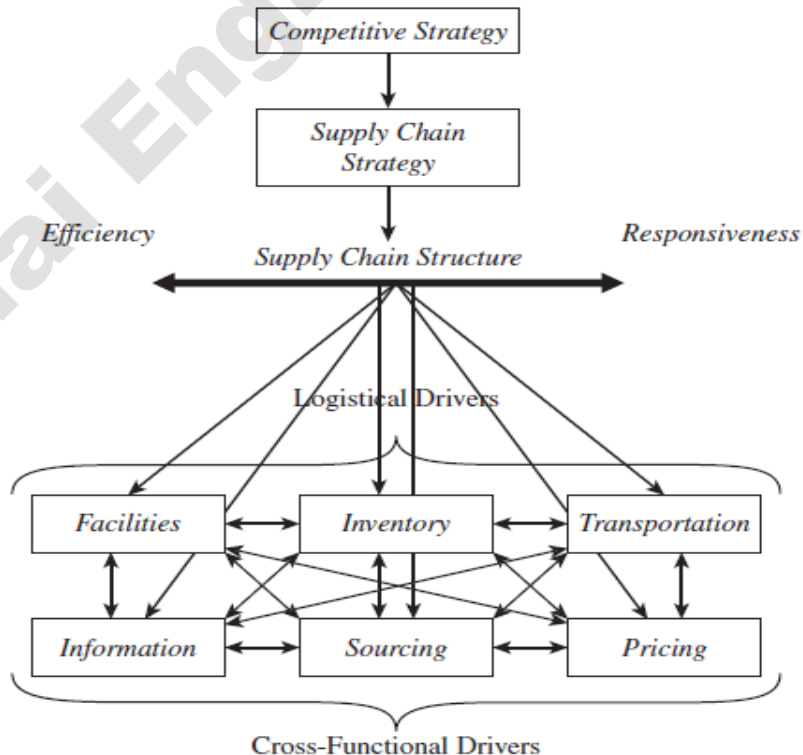 Competitive Strategy
Supply Chain
Strategy
Efficiency
Responsiveness
Supply Chain Structure
Logistical Drivers
Facilities
Inventory
Transportation
Information
Sourcing
Pricing
Cross-Functional Drivers